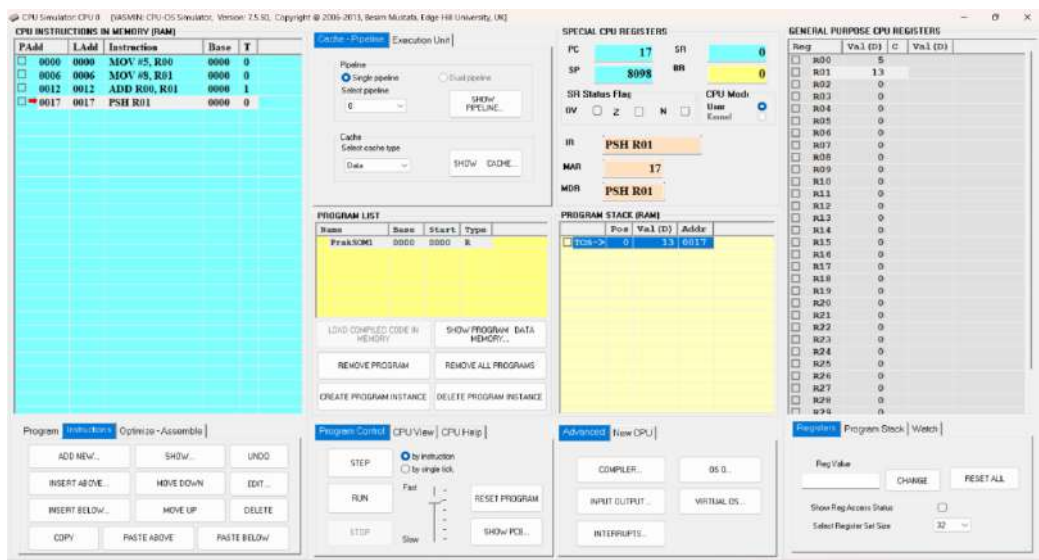 CPU Simulator: CPU 0 [YASMIN: CPU-OS Simulator, Version: 7.5.50, Copyright @ 2006-2013, Besim Mustafa, Edge Hill University, UK]
CPU INSTRUCTIONS IN MEMORY (RAM)
PAdd LAdd Instruction Base T
0000 0000 MOV #5, R00 0000 0
0006 0006 MOV #8, R01 0000 0
0012 0012 ADD R00, R01 0000 1
0017 0017 PSH R01 0000 0
Program Instructions Optimize - Assemble
ADD NEW... SHOW... UNDO
INSERT ABOVE... MOVE DOWN EDIT...
INSERT BELOW... MOVE UP DELETE
COPY PASTE ABOVE PASTE BELOW
Cache - Pipeline Execution Unit
Pipeline
Single pipeline Dual pipeline
Select pipeline
0
SHOW PIPELINE...
Cache
Select cache type
Data SHOW CACHE...
PROGRAM LIST
Name Base Start Type
PrakSOM1 0000 0000 R
LOAD COMPILED CODE IN MEMORY SHOW PROGRAM DATA MEMORY...
REMOVE PROGRAM REMOVE ALL PROGRAMS
CREATE PROGRAM INSTANCE DELETE PROGRAM INSTANCE
Program Control CPU View CPU Help
STEP by instruction
by single tick
RUN Fast RESET PROGRAM
STOP Slow SHOW PCB...
SPECIAL CPU REGISTERS
PC 17 SR 0
SP 8098 BR 0
SR Status Flag CPU Mode
OV Z N User
Kernel
IR PSH R01
MAR 17
MDR PSH R01
PROGRAM STACK (RAM)
Pos Val (D) Addr
TOS-> 0 13 0017
Advanced New CPU
COMPILER... OS 0...
INPUT OUTPUT... VIRTUAL OS...
INTERRUPTS...
GENERAL PURPOSE CPU REGISTERS
Reg Val (D) C Val (D)
R00 5
R01 13
R02 0
R03 0
R04 0
R05 0
R06 0
R07 0
R08 0
R09 0
R10 0
R11 0
R12 0
R13 0
R14 0
R15 0
R16 0
R17 0
R18 0
R19 0
R20 0
R21 0
R22 0
R23 0
R24 0
R25 0
R26 0
R27 0
R28 0
R29 0
Registers Program Stack Watch
Reg Value
CHANGE RESET ALL
Show Reg Access Status
Select Register Set Size 32